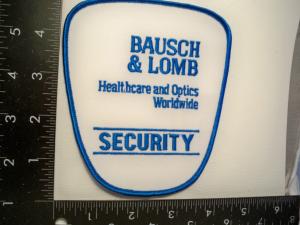 BAUSCH
& LOMB
Healthcare and Optics
Worldwide
SECURITY